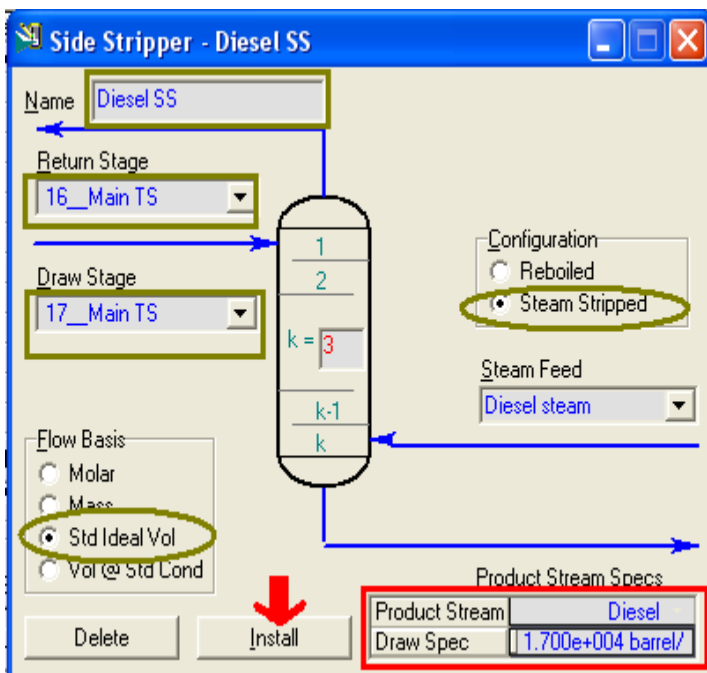 Side Stripper - Diesel SS
Name Diesel SS
Return Stage
16__Main TS
Draw Stage
17__Main TS
1
2
k = 3
k-1
k
Configuration
Reboiled
Steam Stripped
Steam Feed
Diesel steam
Flow Basis
Molar
Mass
Std Ideal Vol
Vol @ Std Cond
Delete
Install
Product Stream Specs
Product Stream Diesel
Draw Spec 1.700e+004 barrel/